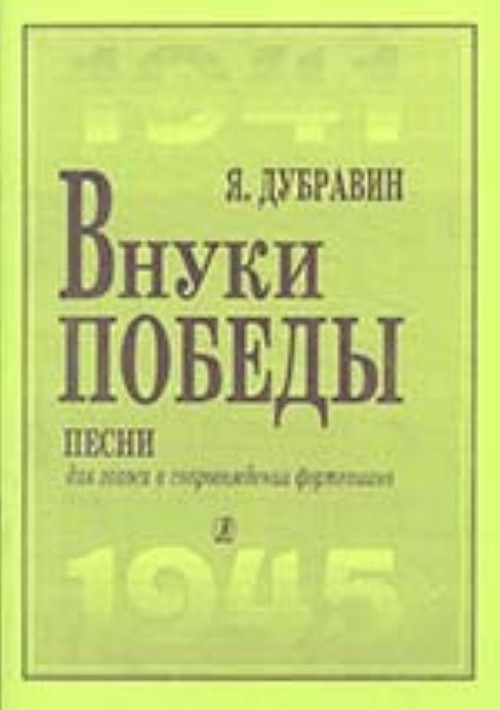 1941
Я. ДУБРАВИН
ВНУКИ
ПОБЕДЫ
ПЕСНИ
для голоса в сопровождении фортепиано
1945